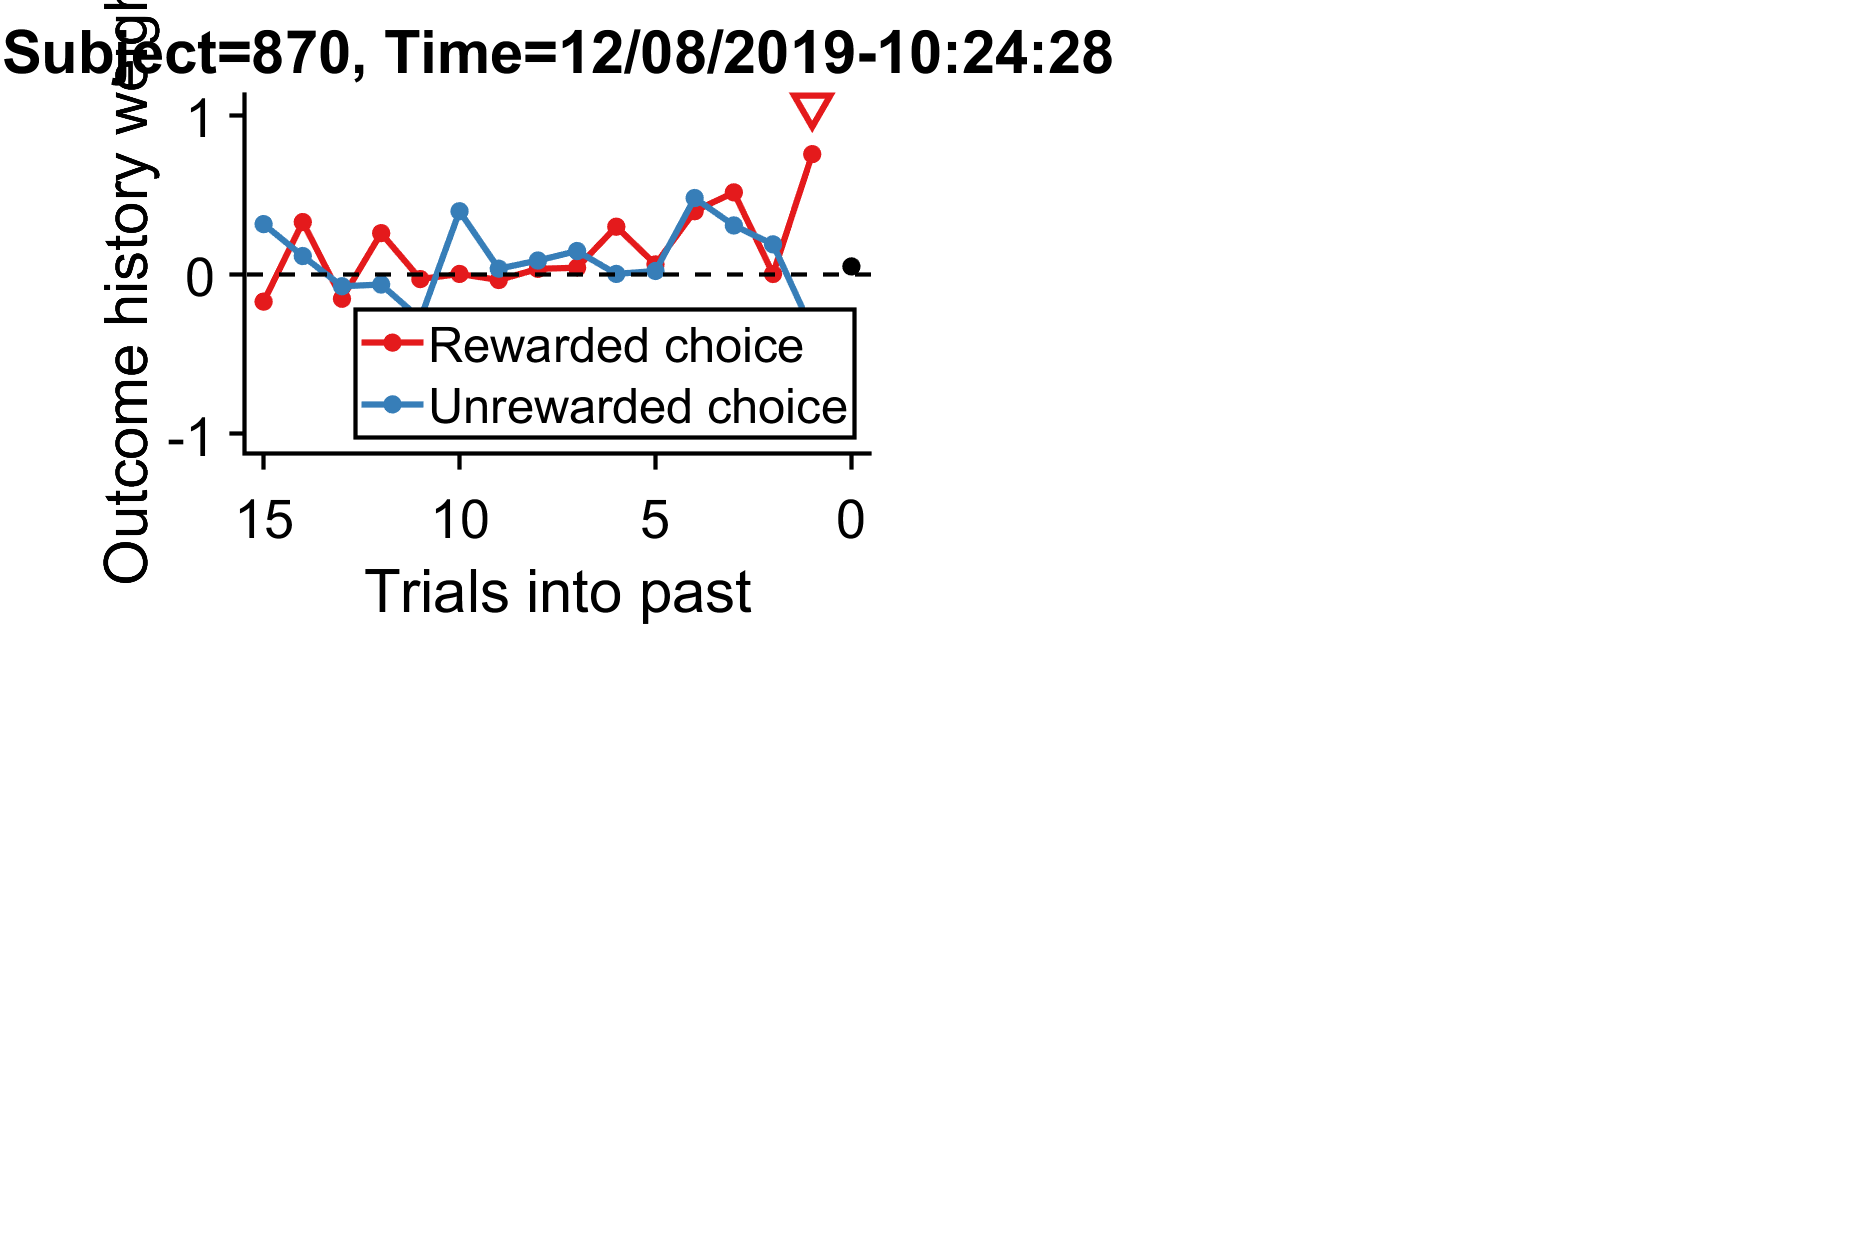 Subject=870, Time=12/08/2019-10:24:28
Outcome history
1
0
-1
Rewarded choice
Unrewarded choice
15 10 5 0
Trials into past